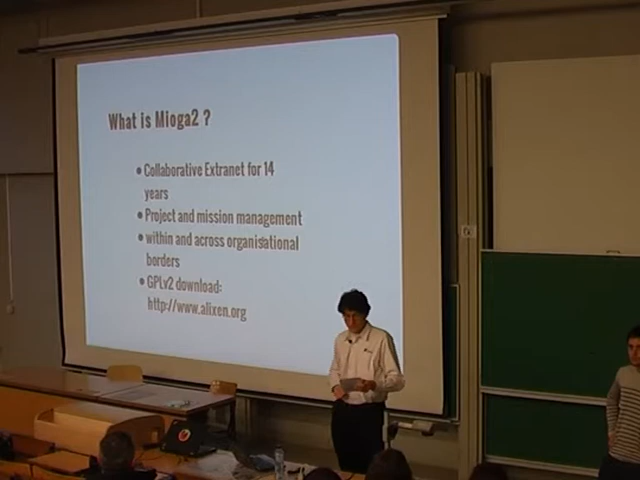 What is Mioga2 ?
• Collaborative Extranet for 14
years
• Project and mission management
• within and across organisational
borders
• GPLv2 download:
http://www.alixen.org